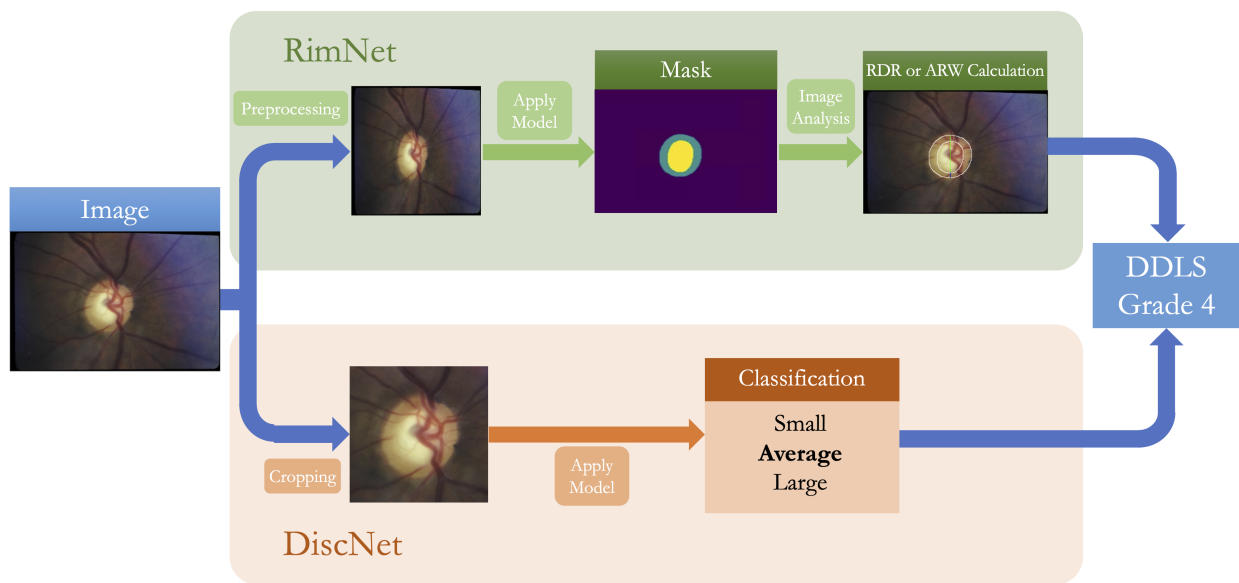 RimNet
Preprocessing
Apply
Model
Mask
Image
Analysis
RDR or ARW Calculation
Image
DDLS
Grade 4
Classification
Small
Average
Large
Cropping
Apply
Model
DiscNet